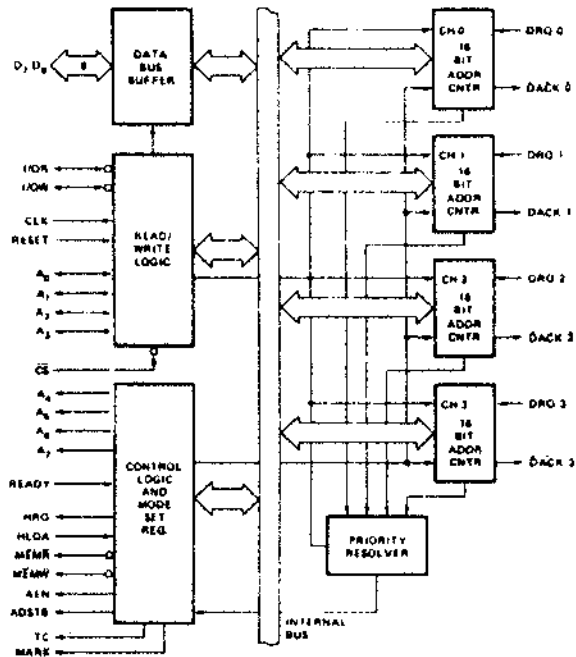 D7 D0
8
DATA
BUS
BUFFER
I/OR
I/OW
CLK
RESET
A0
A1
A2
A3
CS
READ/
WRITE
LOGIC
A4
A5
A6
A7
READY
HRQ
HLDA
MEMR
MEMW
AEN
ADSTB
TC
MARK
CONTROL
LOGIC
AND
MODE
SET
REG.
INTERNAL
BUS
CH 0
16
BIT
ADDR
CNTR
DRQ 0
DACK 0
CH 1
16
BIT
ADDR
CNTR
DRQ 1
DACK 1
CH 2
16
BIT
ADDR
CNTR
DRQ 2
DACK 2
CH 3
16
BIT
ADDR
CNTR
DRQ 3
DACK 3
PRIORITY
RESOLVER